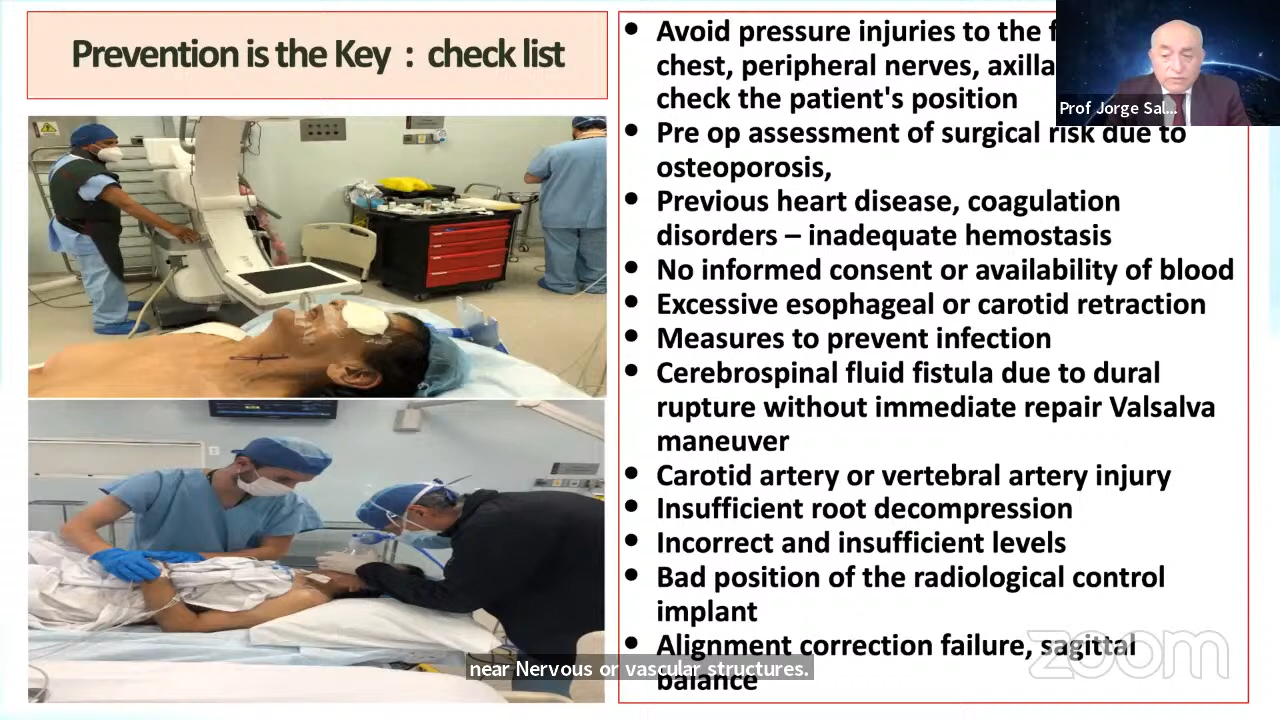 Prevention is the Key : check list
• Avoid pressure injuries to the
chest, peripheral nerves, axilla
check the patient's position
• Pre op assessment of surgical risk due to
osteoporosis,
• Previous heart disease, coagulation
disorders – inadequate hemostasis
• No informed consent or availability of blood
• Excessive esophageal or carotid retraction
• Measures to prevent infection
• Cerebrospinal fluid fistula due to dural
rupture without immediate repair Valsalva
maneuver
• Carotid artery or vertebral artery injury
• Insufficient root decompression
• Incorrect and insufficient levels
• Bad position of the radiological control
implant
• Alignment correction failure, sagittal
balance
Prof Jorge Sal...
near Nervous or vascular structures.
zoom